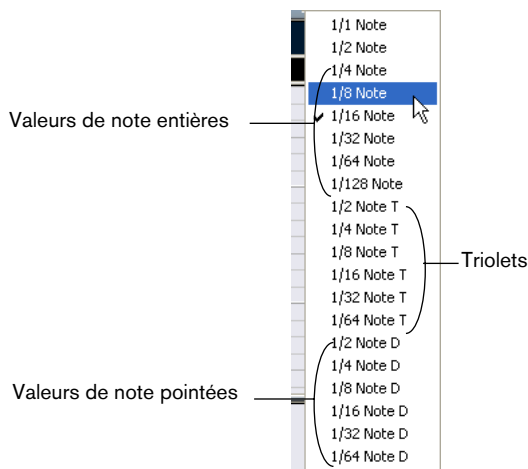 1/1 Note
1/2 Note
1/4 Note
1/8 Note
Valeurs de note entières
1/16 Note
1/32 Note
1/64 Note
1/128 Note
1/2 Note T
1/4 Note T
1/8 Note T
Triolets
1/16 Note T
1/32 Note T
1/64 Note T
1/2 Note D
1/4 Note D
1/8 Note D
Valeurs de note pointées
1/16 Note D
1/32 Note D
1/64 Note D